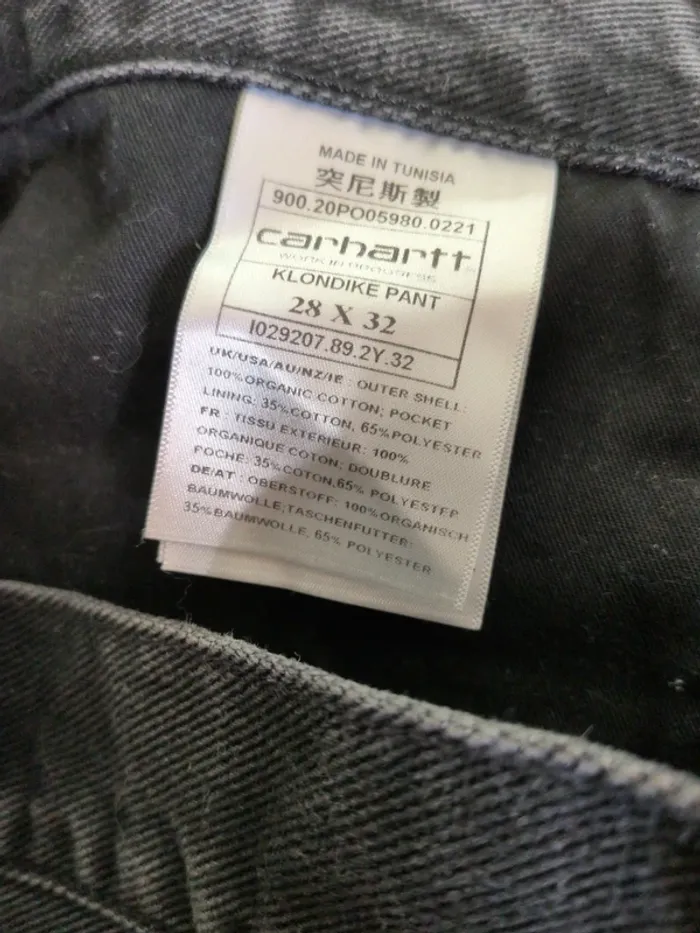 MADE IN TUNISIA
突尼斯製
900.20PO05980.0221
carhartt
WORK IN PROGRESS
KLONDIKE PANT
28 X 32
I029207.89.2Y.32
UK/USA/AU/NZ/IE : OUTER SHELL:
100%ORGANIC COTTON; POCKET
LINING: 35%COTTON, 65%POLYESTER
FR : TISSU EXTERIEUR: 100%
ORGANIQUE COTON; DOUBLURE
POCHE: 35%COTON,65% POLYESTER
DE/AT : OBERSTOFF: 100%ORGANISCH
BAUMWOLLE;TASCHENFUTTER:
35%BAUMWOLLE, 65% POLYESTER